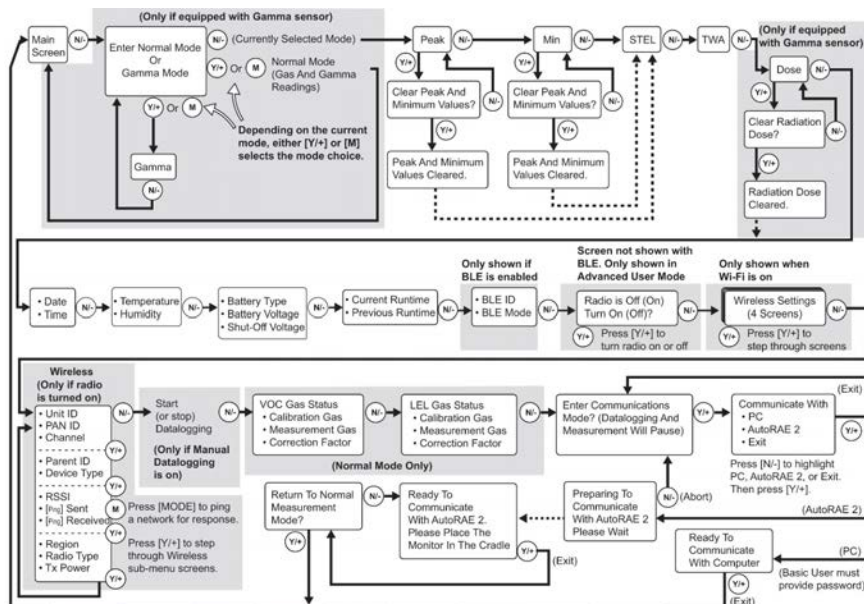 (Only if equipped with Gamma sensor)
Main
Screen
N/-
Enter Normal Mode
Or
Gamma Mode
N/-
(Currently Selected Mode)
Y/+ Or M
Normal Mode
(Gas And Gamma
Readings)
Y/+ Or M
Depending on the current
mode, either [Y/+] or [M]
selects the mode choice.
Gamma
N/-
Peak
N/-
Y/+
Clear Peak And
Minimum Values?
N/-
Y/+
Peak And Minimum
Values Cleared.
Min
N/-
Y/+
Clear Peak And
Minimum Values?
N/-
Y/+
Peak And Minimum
Values Cleared.
STEL
N/-
TWA
N/-
(Only if equipped
with Gamma sensor)
Dose
N/-
Y/+
Clear Radiation
Dose?
N/-
Y/+
Radiation Dose
Cleared.
• Date
• Time
N/-
• Temperature
• Humidity
N/-
• Battery Type
• Battery Voltage
• Shut-Off Voltage
N/-
• Current Runtime
• Previous Runtime
N/-
Only shown if
BLE is enabled
• BLE ID
• BLE Mode
N/-
Screen not shown with
BLE. Only shown in
Advanced User Mode
Radio is Off (On)
Turn On (Off)?
N/-
Y/+ Press [Y/+] to
turn radio on or off
Only shown when
Wi-Fi is on
Wireless Settings
(4 Screens)
N/-
Y/+ Press [Y/+] to
step through screens
Wireless
(Only if radio
is turned on)
• Unit ID
• PAN ID
• Channel
Y/+
• Parent ID
• Device Type
Y/+
• RSSI
• [Ping] Sent
• [Ping] Received
M Press [MODE] to ping
a network for response.
Y/+
Press [Y/+] to step
through Wireless
sub-menu screens.
• Region
• Radio Type
• Tx Power
Y/+
N/-
Start
(or stop)
Datalogging
(Only if Manual
Datalogging
is on)
N/-
VOC Gas Status
• Calibration Gas
• Measurement Gas
• Correction Factor
N/-
LEL Gas Status
• Calibration Gas
• Measurement Gas
• Correction Factor
N/-
(Normal Mode Only)
Enter Communications
Mode? (Datalogging And
Measurement Will Pause)
Y/+
Communicate With
• PC
• AutoRAE 2
• Exit
(Exit)
Y/+
Press [N/-] to highlight
PC, AutoRAE 2, or Exit.
Then press [Y/+].
(AutoRAE 2)
N/- (Abort)
Preparing To
Communicate
With AutoRAE 2
Please Wait
Ready To
Communicate
With AutoRAE 2.
Please Place The
Monitor In The Cradle
Y/+
(Exit)
N/-
Return To Normal
Measurement
Mode?
Y/+
Ready To
Communicate
With Computer
(PC)
(Basic User must
provide password)
Y/+
(Exit)